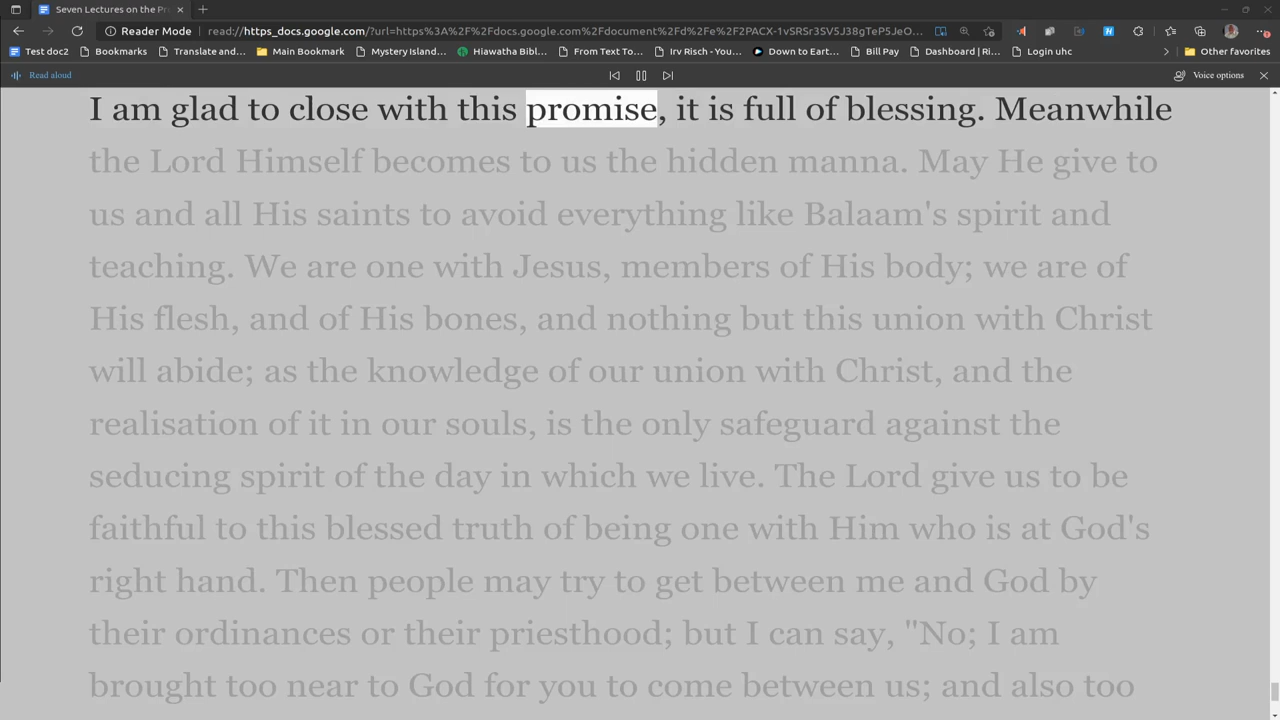 Seven Lectures on the Pr
Reader Mode
read://https_docs.google.com/?url=https%3A%2F%2Fdocs.google.com%2Fdocument%2Fd%2Fe%2F2PACX-1vSRSr3SV5J38gTeP5JeO...
Test doc2
Bookmarks
Translate and...
Main Bookmark
Mystery Island...
Hiawatha Bibl...
From Text To...
Irv Risch - You...
Down to Eart...
Bill Pay
Dashboard | Ri...
Login uhc
Other favorites
Read aloud
Voice options
I am glad to close with this promise, it is full of blessing. Meanwhile
the Lord Himself becomes to us the hidden manna. May He give to
us and all His saints to avoid everything like Balaam's spirit and
teaching. We are one with Jesus, members of His body; we are of
His flesh, and of His bones, and nothing but this union with Christ
will abide; as the knowledge of our union with Christ, and the
realisation of it in our souls, is the only safeguard against the
seducing spirit of the day in which we live. The Lord give us to be
faithful to this blessed truth of being one with Him who is at God's
right hand. Then people may try to get between me and God by
their ordinances or their priesthood; but I can say, "No; I am
brought too near to God for you to come between us; and also too